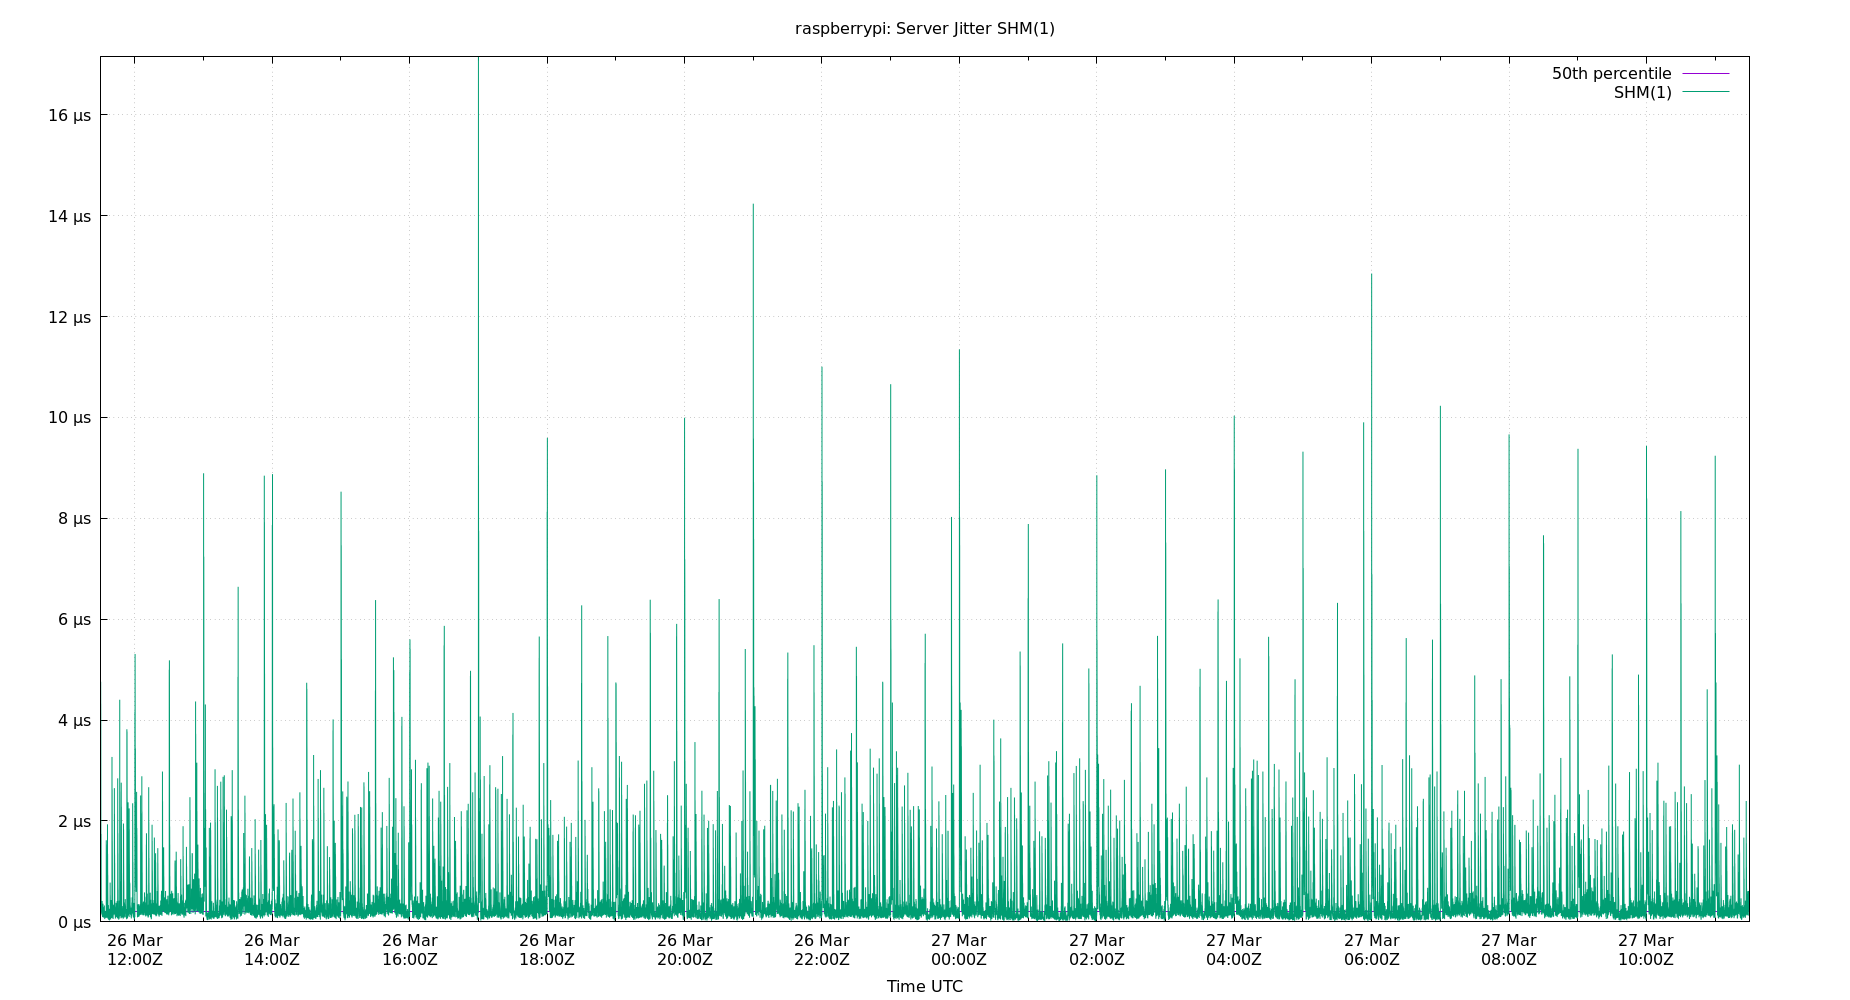 raspberrypi: Server Jitter SHM(1)
50th percentile
SHM(1)
16 μs
14 μs
12 μs
10 μs
8 μs
6 μs
4 μs
2 μs
0 μs
26 Mar 26 Mar 26 Mar 26 Mar 26 Mar 26 Mar 27 Mar 27 Mar 27 Mar 27 Mar 27 Mar 27 Mar
12:00Z 14:00Z 16:00Z 18:00Z 20:00Z 22:00Z 00:00Z 02:00Z 04:00Z 06:00Z 08:00Z 10:00Z
Time UTC